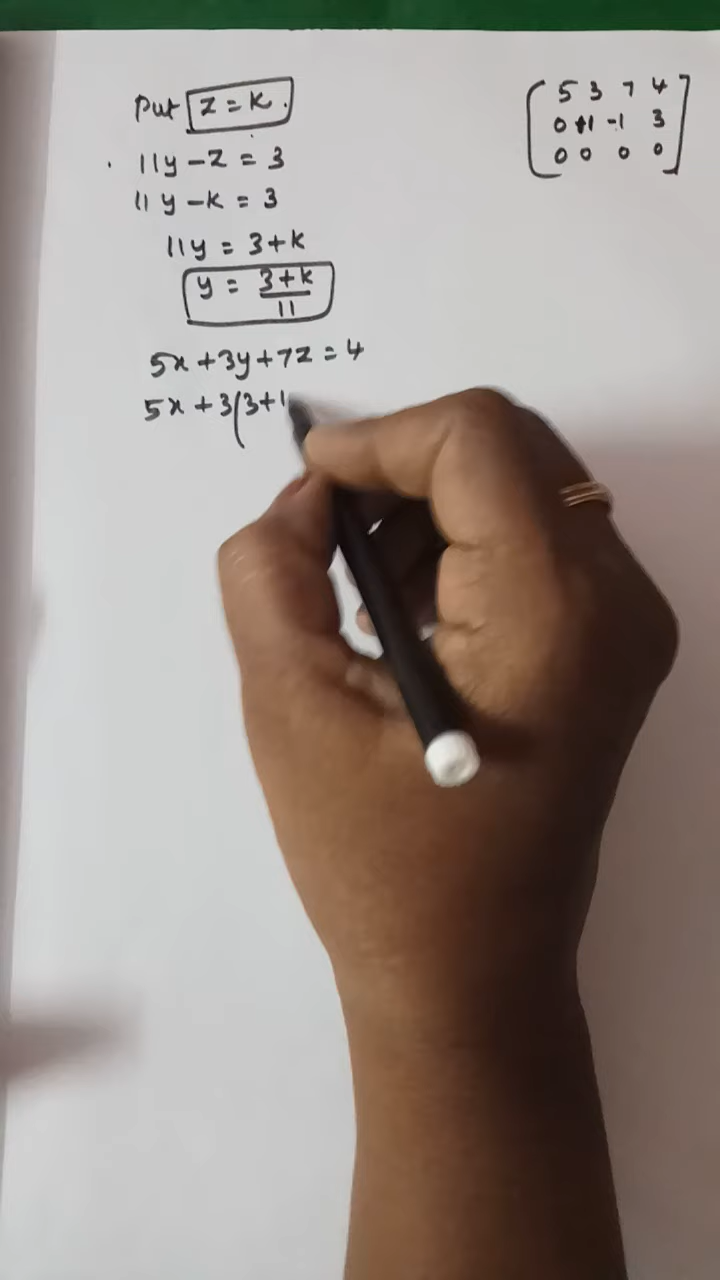 Put z = k.
11y - z = 3
11y - k = 3
11y = 3+k
y = 3+k/11
5x + 3y + 7z = 4
5x + 3(3+
5 3 7 4
0 11 -1 3
0 0 0 0